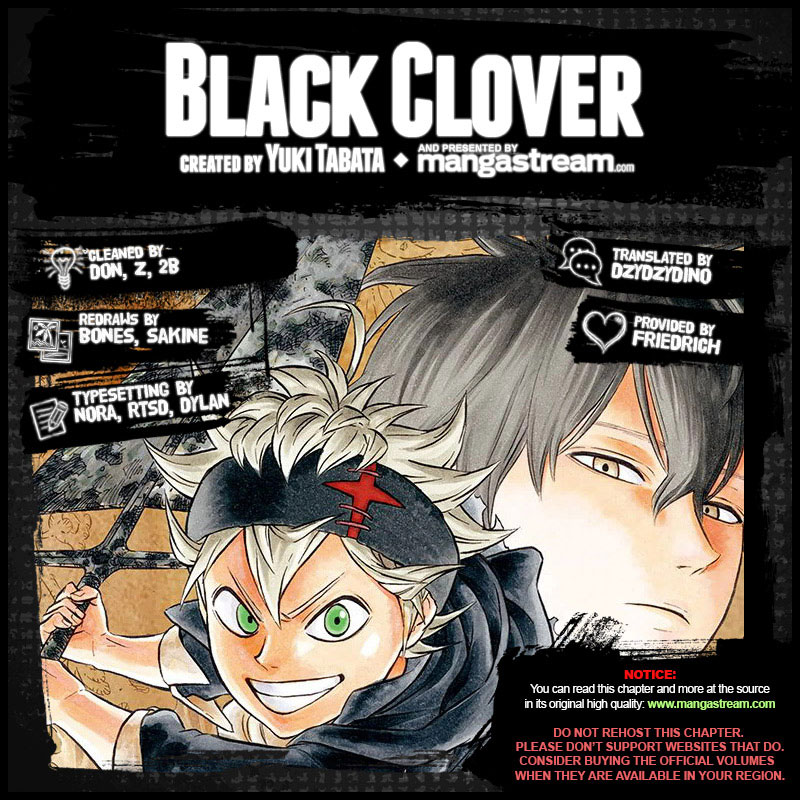 BLACK CLOVER
CREATED BY YUKI TABATA ◆ AND PRESENTED BY mangastream.com
CLEANED BY
DON, Z, 2B
REDRAWS BY
BONES, SAKINE
TYPESETTING BY
NORA, RTSD, DYLAN
TRANSLATED BY
DZYDZYDINO
PROVIDED BY
FRIEDRICH
NOTICE:
You can read this chapter and more at the source
in its original high quality: www.mangastream.com
DO NOT REHOST THIS CHAPTER.
PLEASE DON'T SUPPORT WEBSITES THAT DO.
CONSIDER BUYING THE OFFICIAL VOLUMES
WHEN THEY ARE AVAILABLE IN YOUR REGION.